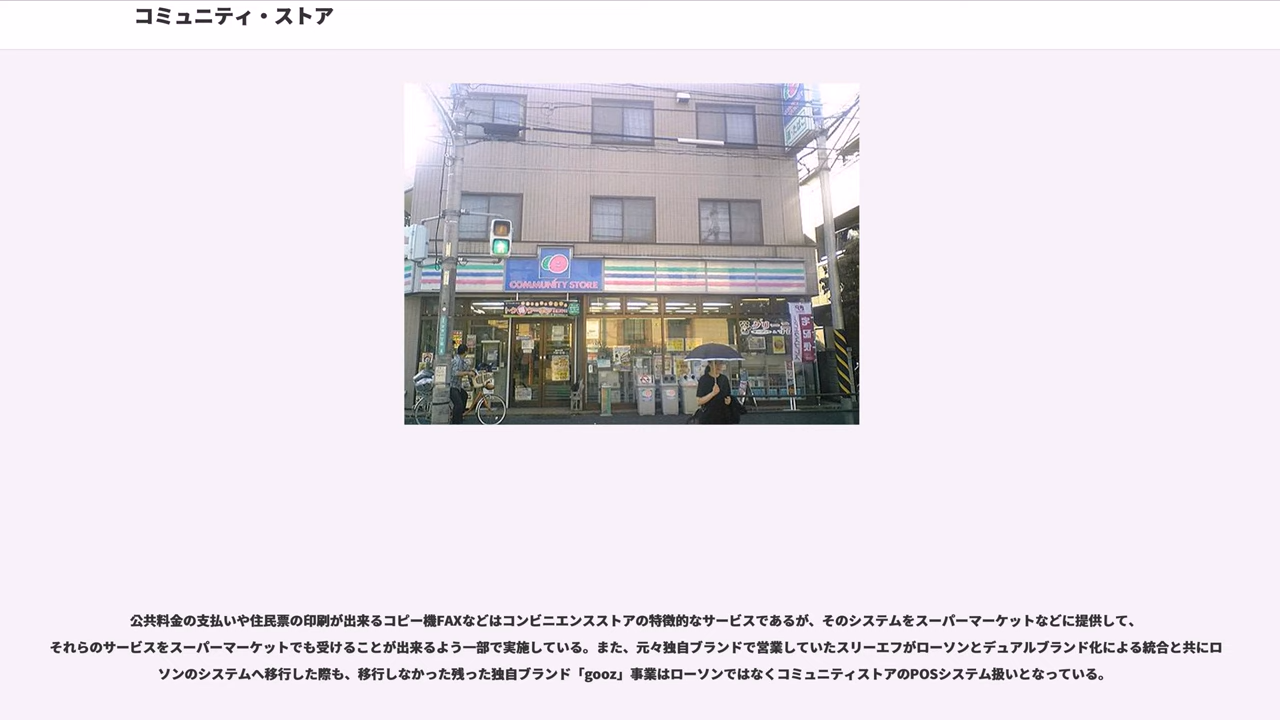 コミュニティ・ストア
COMMUNITY STORE
宅配便
公共料金の支払いや住民票の印刷が出来るコピー機FAXなどはコンビニエンスストアの特徴的なサービスであるが、そのシステムをスーパーマーケットなどに提供して、
それらのサービスをスーパーマーケットでも受けることが出来るよう一部で実施している。また、元々独自ブランドで営業していたスリーエフがローソンとデュアルブランド化による統合と共にロ
ソンのシステムへ移行した際も、移行しなかった残った独自ブランド「gooz」事業はローソンではなくコミュニティストアのPOSシステム扱いとなっている。